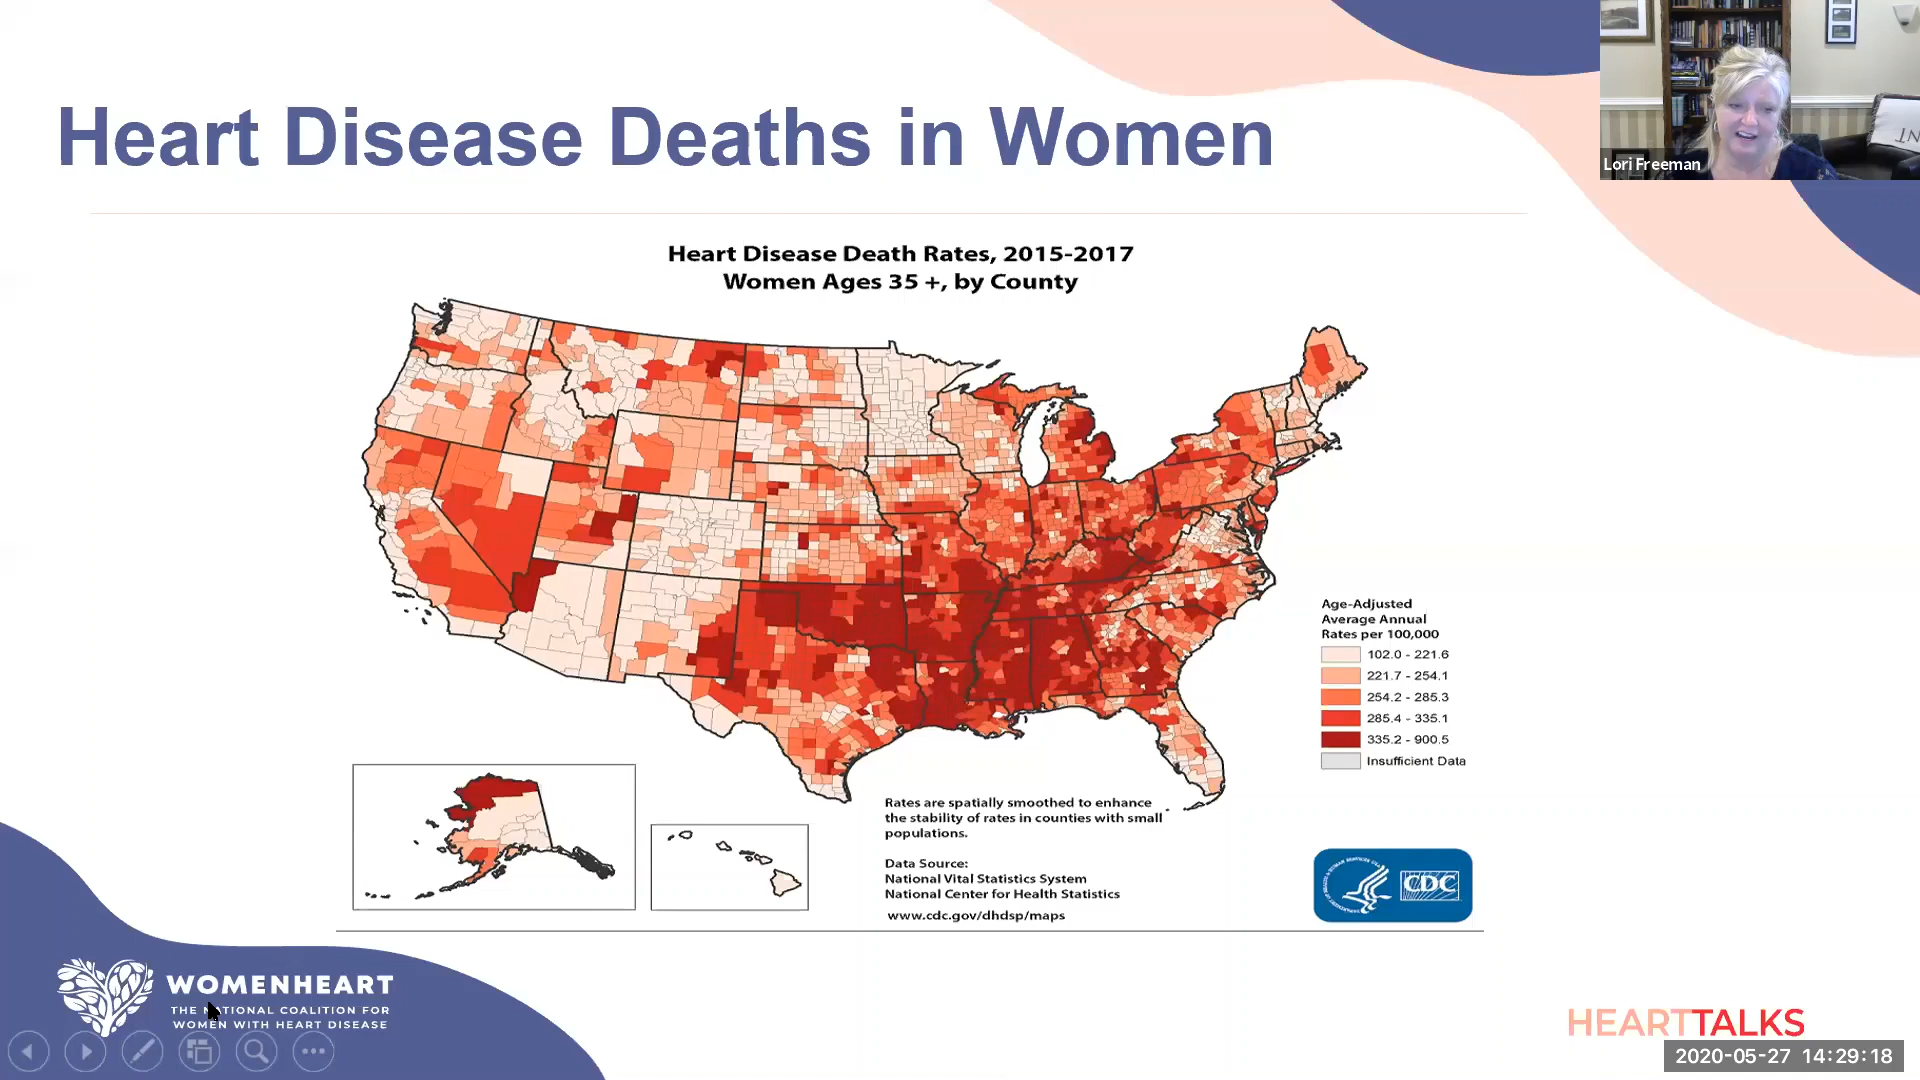 Heart Disease Deaths in Women
Lori Freeman
Heart Disease Death Rates, 2015-2017
Women Ages 35 +, by County
Age-Adjusted
Average Annual
Rates per 100,000
102.0 - 221.6
221.7 - 254.1
254.2 - 285.3
285.4 - 335.1
335.2 - 900.5
Insufficient Data
Rates are spatially smoothed to enhance
the stability of rates in counties with small
populations.
Data Source:
National Vital Statistics System
National Center for Health Statistics
www.cdc.gov/dhdsp/maps
CDC
WOMENHEART
THE NATIONAL COALITION FOR
WOMEN WITH HEART DISEASE
HEARTTALKS
2020-05-27 14:29:18